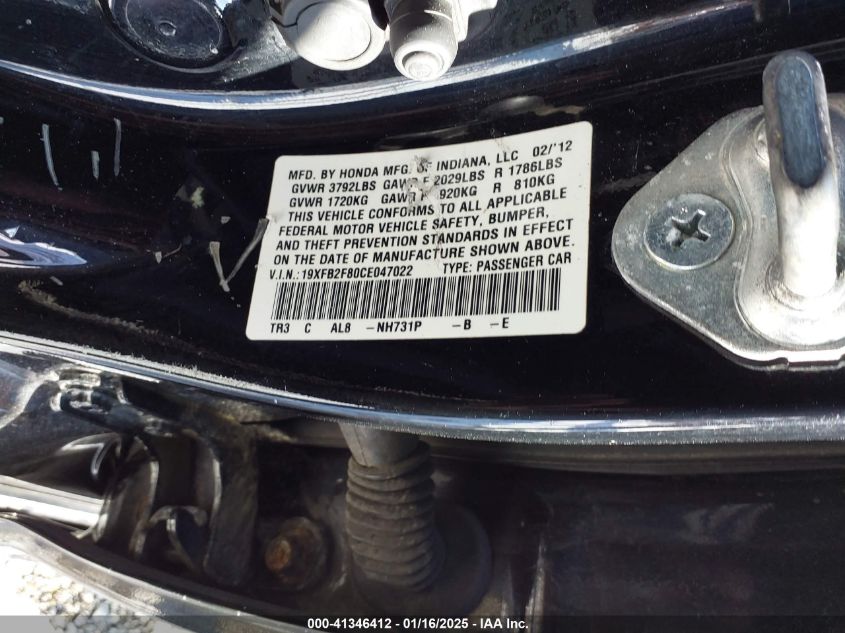 MFD. BY HONDA MFG. OF INDIANA, LLC 02/'12
GVWR 3792LBS GAWR F 2029LBS R 1786LBS
GVWR 1720KG GAWR 920KG R 810KG
THIS VEHICLE CONFORMS TO ALL APPLICABLE
FEDERAL MOTOR VEHICLE SAFETY, BUMPER,
AND THEFT PREVENTION STANDARDS IN EFFECT
ON THE DATE OF MANUFACTURE SHOWN ABOVE.
V.I.N.: 19XFB2F80CE047022 TYPE: PASSENGER CAR
TR3 C AL8 -NH731P -B -E
000-41346412 - 01/16/2025 - IAA Inc.